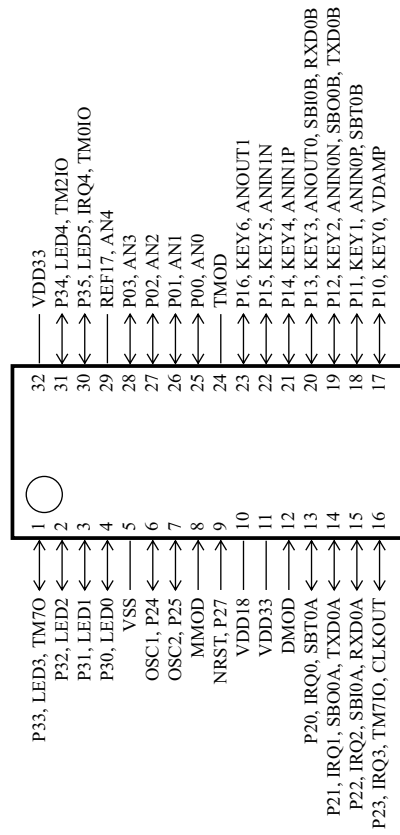 P33, LED3, TM7O 1
P32, LED2 2
P31, LED1 3
P30, LED0 4
VSS 5
OSC1, P24 6
OSC2, P25 7
MMOD 8
NRST, P27 9
VDD18 10
VDD33 11
DMOD 12
P20, IRQ0, SBT0A 13
P21, IRQ1, SBO0A, TXD0A 14
P22, IRQ2, SBI0A, RXD0A 15
P23, IRQ3, TM7IO, CLKOUT 16
32 VDD33
31 P34, LED4, TM2IO
30 P35, LED5, IRQ4, TM0IO
29 REF17, AN4
28 P03, AN3
27 P02, AN2
26 P01, AN1
25 P00, AN0
24 TMOD
23 P16, KEY6, ANOUT1
22 P15, KEY5, ANIN1N
21 P14, KEY4, ANIN1P
20 P13, KEY3, ANOUT0, SBI0B, RXD0B
19 P12, KEY2, ANIN0N, SBO0B, TXD0B
18 P11, KEY1, ANIN0P, SBT0B
17 P10, KEY0, VDAMP